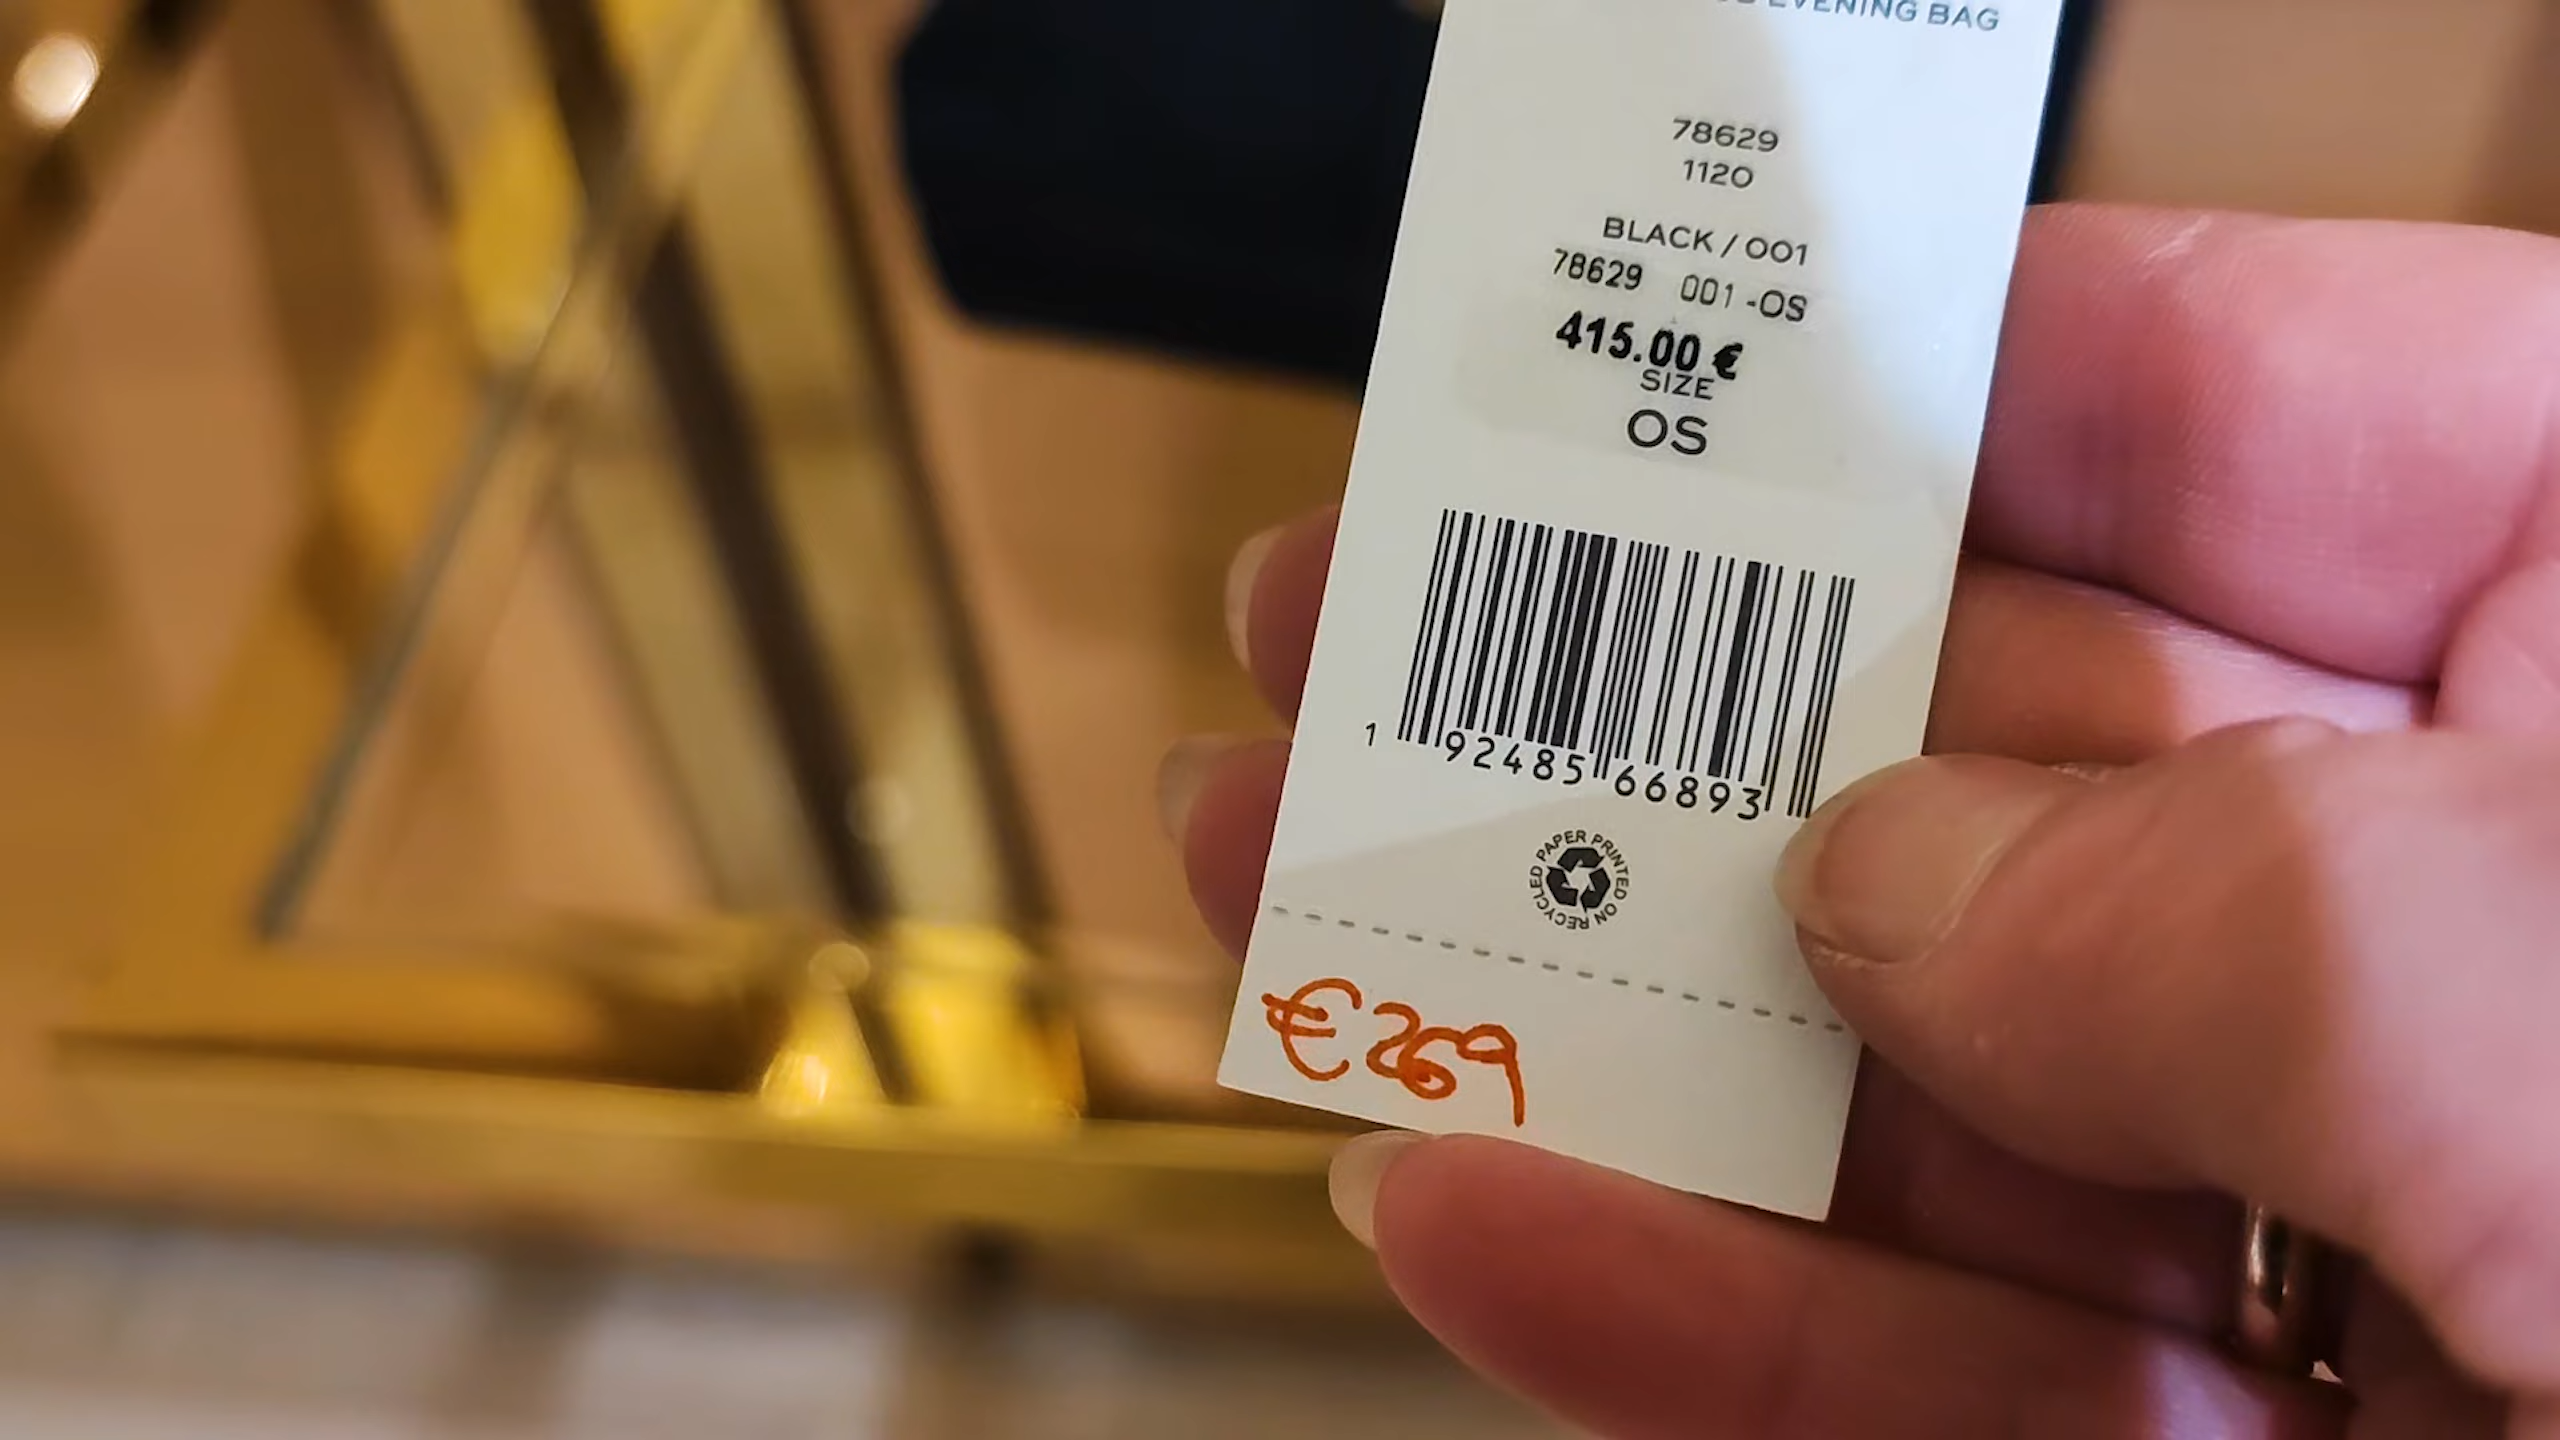 EVENING BAG
78629
1120
BLACK / 001
78629 001 -OS
415.00 €
SIZE
OS
1 92485 66893
RECYCLED PAPER PRINTED ON
€269